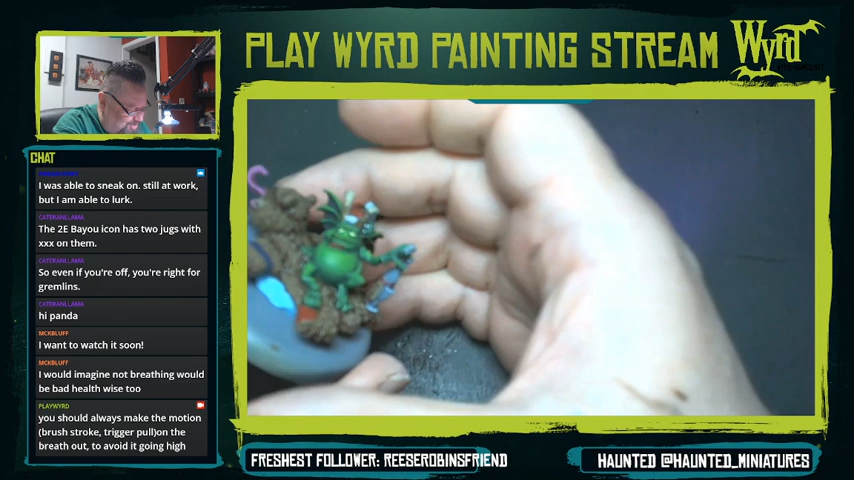 PLAY WYRD PAINTING STREAM
Wyrd
CHAT
I was able to sneak on. still at work,
but I am able to lurk.
CATERANLLAMA
The 2E Bayou icon has two jugs with
xxx on them.
CATERANLLAMA
So even if you're off, you're right for
gremlins.
CATERANLLAMA
hi panda
MCKBLUFF
I want to watch it soon!
MCKBLUFF
I would imagine not breathing would
be bad health wise too
PLAYWYRD
you should always make the motion
(brush stroke, trigger pull)on the
breath out, to avoid it going high
FRESHEST FOLLOWER: REESEROBINSFRIEND
HAUNTED @HAUNTED_MINIATURES